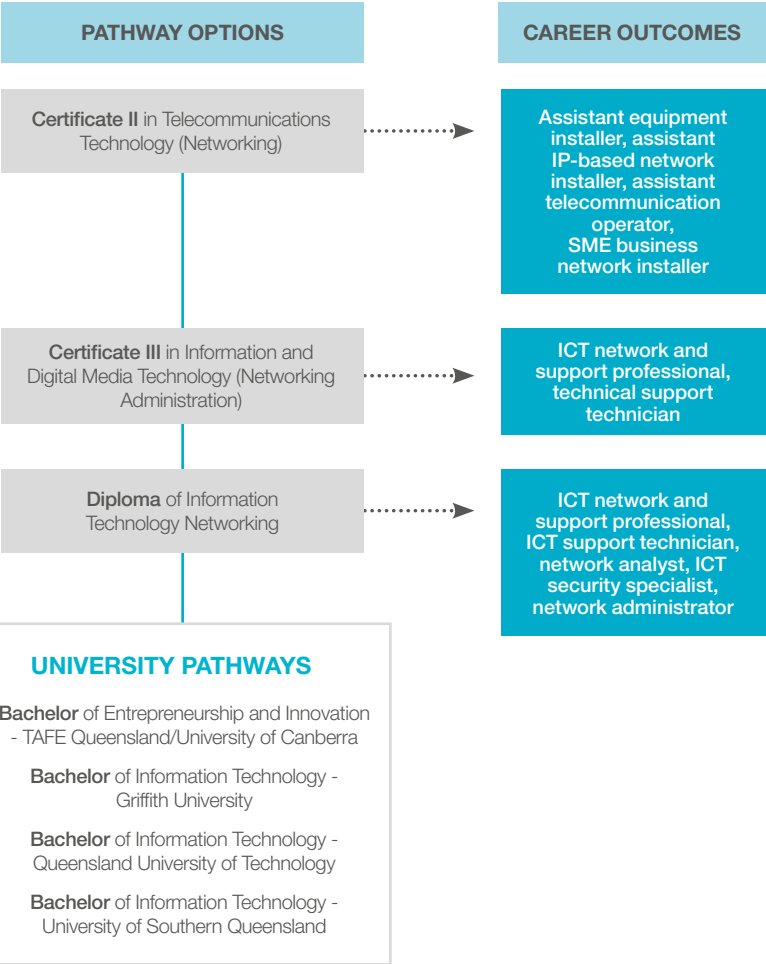 PATHWAY OPTIONS
CAREER OUTCOMES
Certificate II in Telecommunications
Technology (Networking)
Assistant equipment
installer, assistant
IP-based network
installer, assistant
telecommunication
operator,
SME business
network installer
Certificate III in Information and
Digital Media Technology (Networking
Administration)
ICT network and
support professional,
technical support
technician
Diploma of Information
Technology Networking
ICT network and
support professional,
ICT support technician,
network analyst, ICT
security specialist,
network administrator
UNIVERSITY PATHWAYS
Bachelor of Entrepreneurship and Innovation
- TAFE Queensland/University of Canberra
Bachelor of Information Technology -
Griffith University
Bachelor of Information Technology -
Queensland University of Technology
Bachelor of Information Technology -
University of Southern Queensland